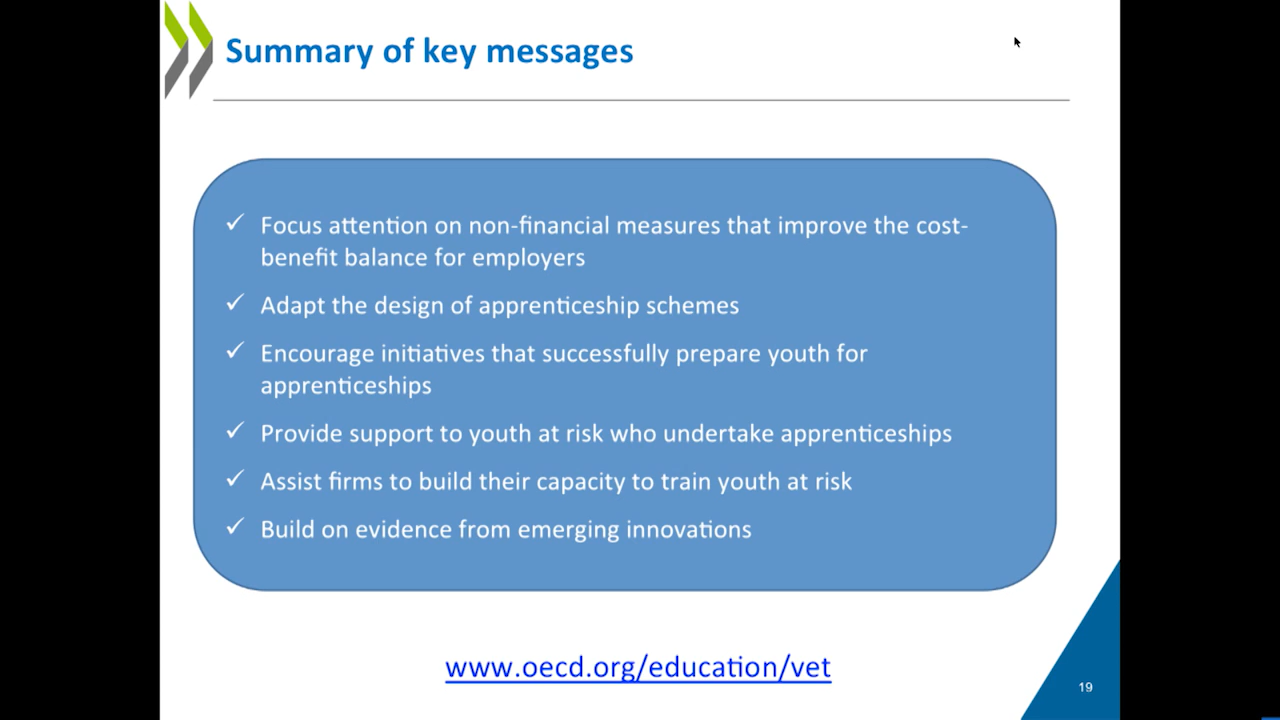 Summary of key messages
✓ Focus attention on non-financial measures that improve the cost-
benefit balance for employers
✓ Adapt the design of apprenticeship schemes
✓ Encourage initiatives that successfully prepare youth for
apprenticeships
✓ Provide support to youth at risk who undertake apprenticeships
✓ Assist firms to build their capacity to train youth at risk
✓ Build on evidence from emerging innovations
www.oecd.org/education/vet
19